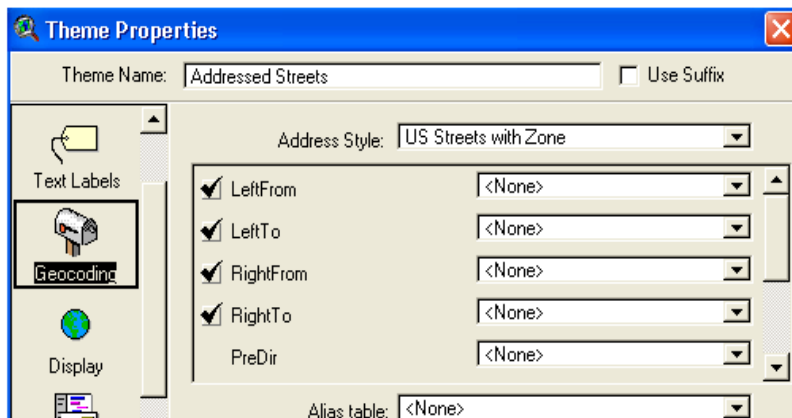 Theme Properties
Theme Name: Addressed Streets Use Suffix
Address Style: US Streets with Zone
Text Labels
LeftFrom <None>
LeftTo <None>
Geocoding
RightFrom <None>
RightTo <None>
Display
PreDir <None>
Alias table: <None>